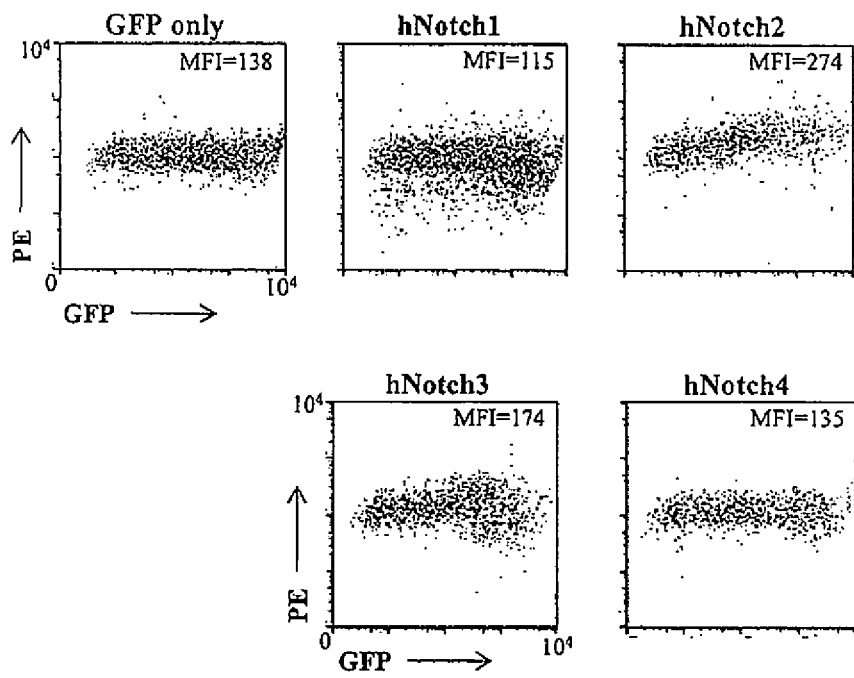 GFP only
hNotch1
hNotch2
10⁴
MFI=138
MFI=115
MFI=274
PE
0
10⁴
GFP
hNotch3
hNotch4
10⁴
MFI=174
MFI=135
PE
0
10⁴
GFP